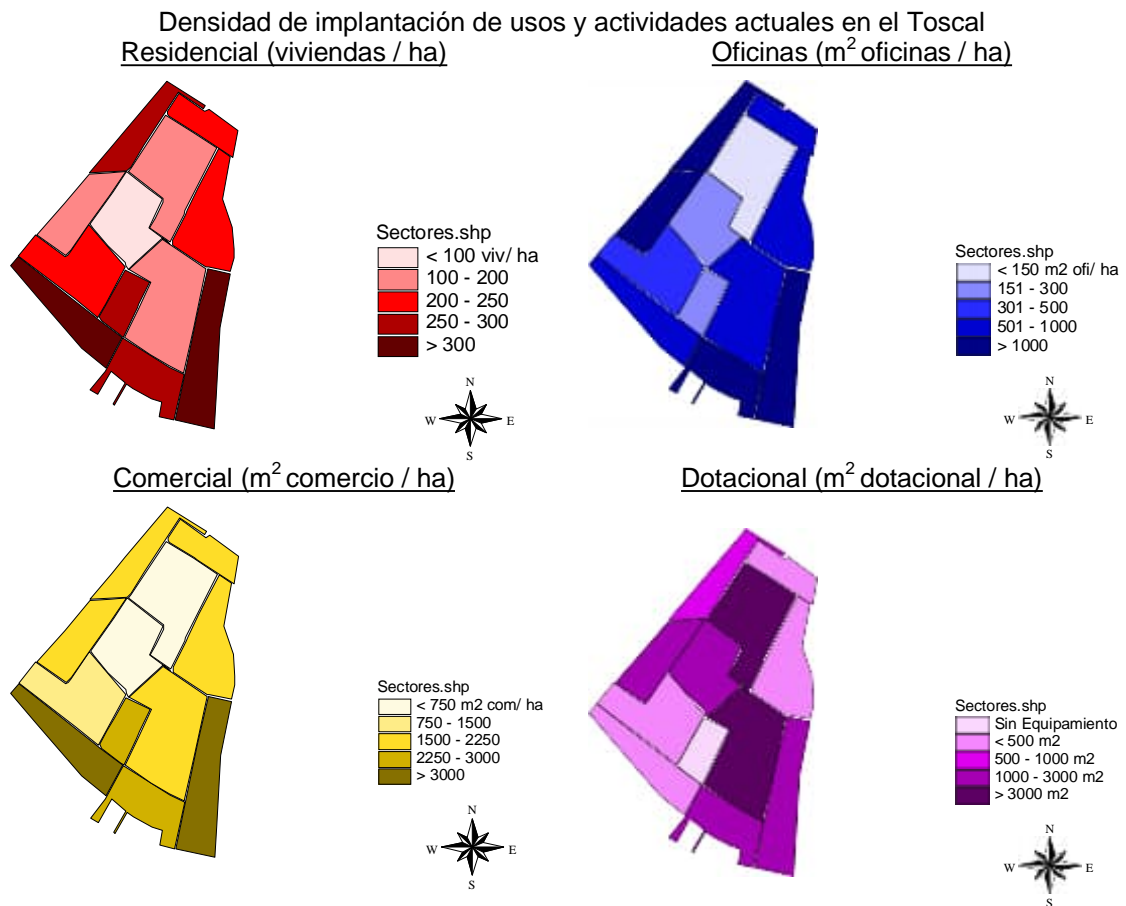 Densidad de implantación de usos y actividades actuales en el Toscal
Residencial (viviendas / ha)
Oficinas (m² oficinas / ha)
Sectores.shp
< 100 viv/ ha
100 - 200
200 - 250
250 - 300
> 300
N
W E
S
Sectores.shp
< 150 m2 ofi/ ha
151 - 300
301 - 500
501 - 1000
> 1000
N
W E
S
Comercial (m² comercio / ha)
Dotacional (m² dotacional / ha)
Sectores.shp
< 750 m2 com/ ha
750 - 1500
1500 - 2250
2250 - 3000
> 3000
N
W E
S
Sectores.shp
Sin Equipamiento
< 500 m2
500 - 1000 m2
1000 - 3000 m2
> 3000 m2
N
W E
S